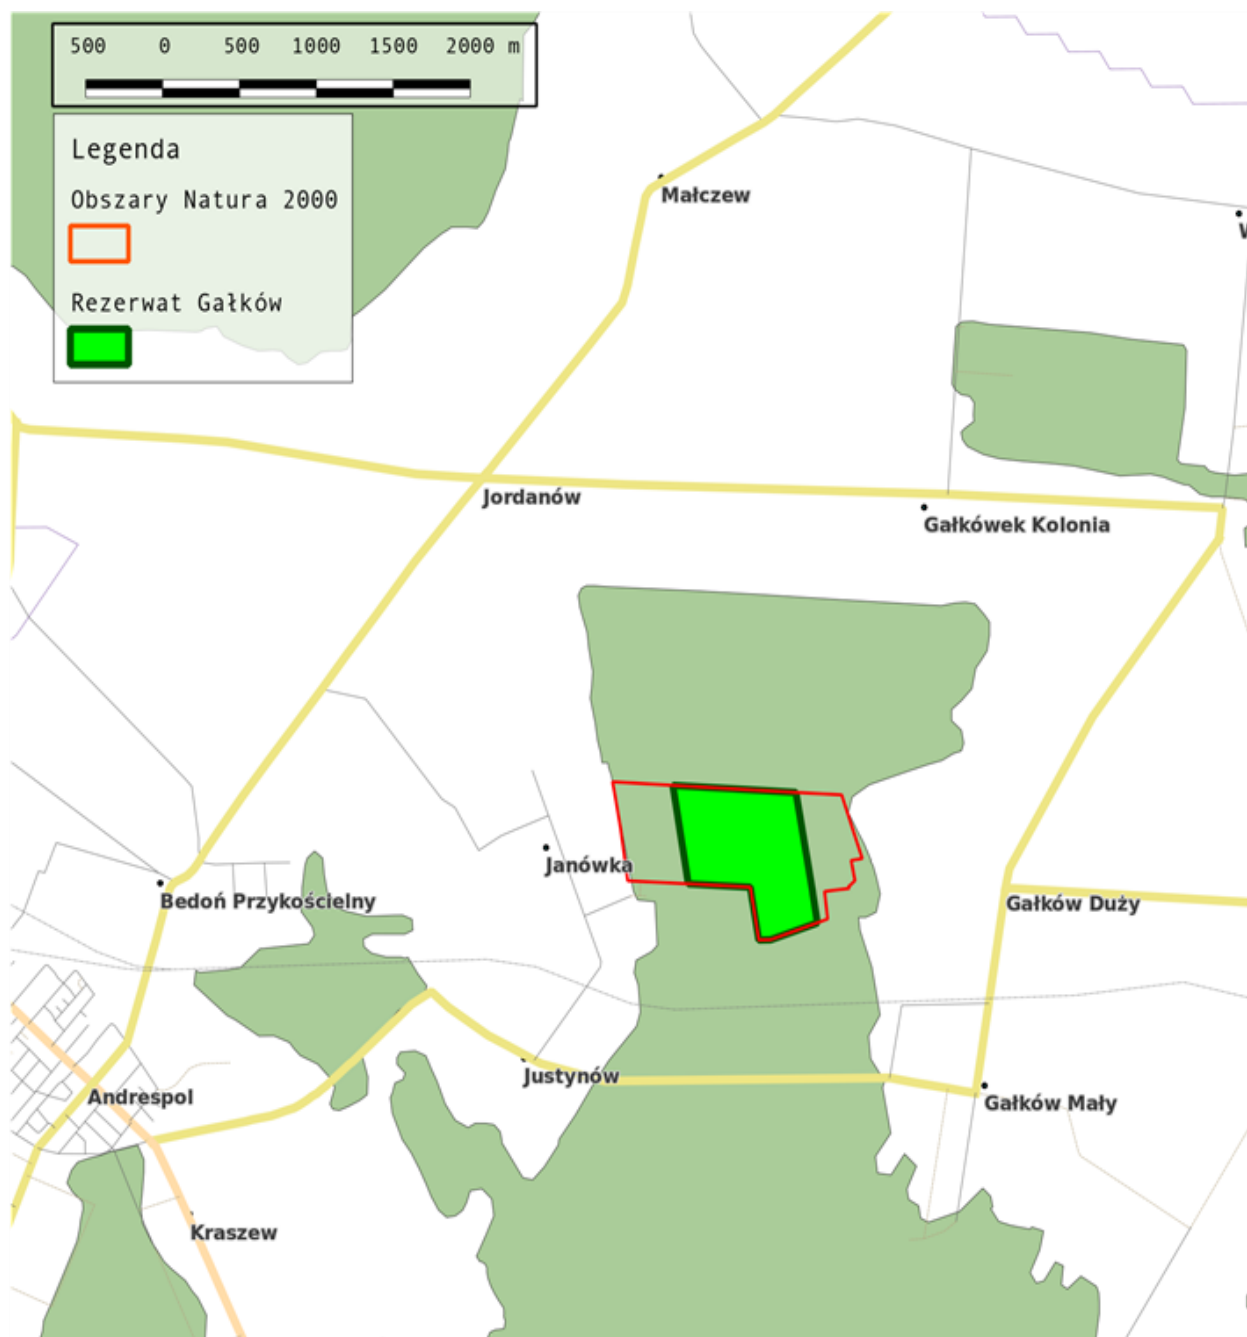 500 0 500 1000 1500 2000 m
Legenda
Obszary Natura 2000
Rezerwat Gałków
Małczew
Jordanów
Gałkówek Kolonia
Janówka
Bedoń Przykościelny
Gałków Duży
Justynów
Andrespol
Gałków Mały
Kraszew